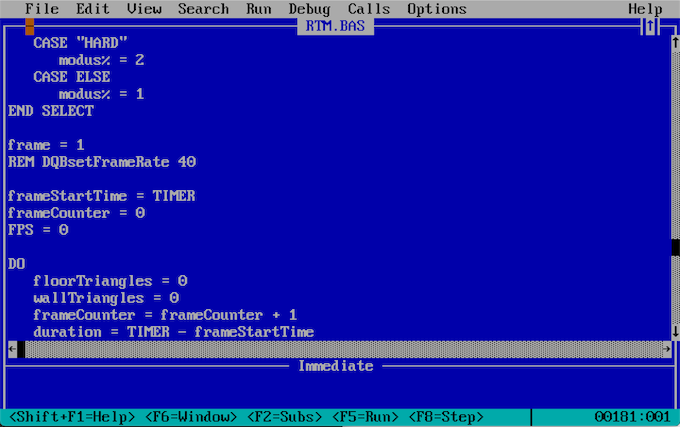 File Edit View Search Run Debug Calls Options Help
RTM.BAS
CASE "HARD"
modus% = 2
CASE ELSE
modus% = 1
END SELECT
frame = 1
REM DQBsetFrameRate 40
frameStartTime = TIMER
frameCounter = 0
FPS = 0
DO
floorTriangles = 0
wallTriangles = 0
frameCounter = frameCounter + 1
duration = TIMER - frameStartTime
Immediate
<Shift+F1=Help> <F6=Window> <F2=Subs> <F5=Run> <F8=Step> 00181:001